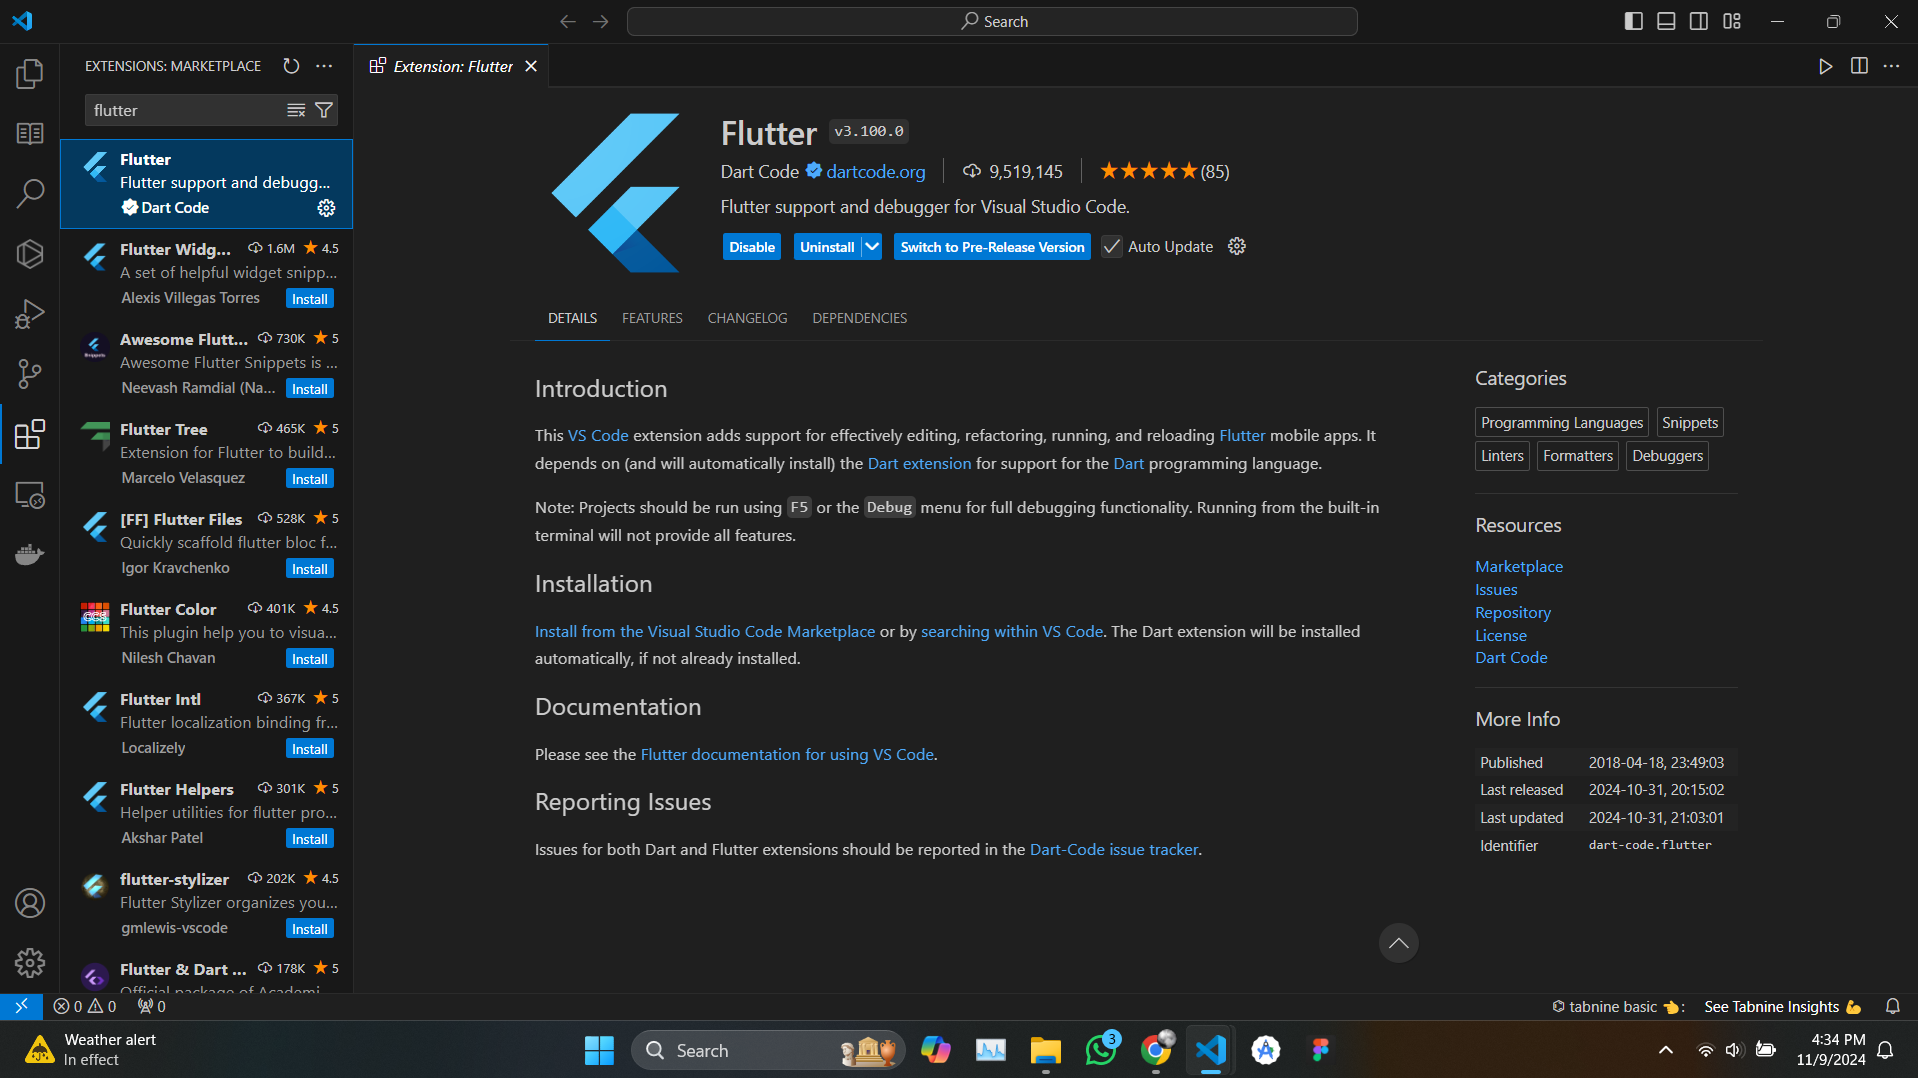 Search
EXTENSIONS: MARKETPLACE
Extension: Flutter
flutter
Flutter
Flutter support and debugg...
Dart Code
Flutter Widg... 1.6M 4.5
A set of helpful widget snipp...
Alexis Villegas Torres Install
Awesome Flutt... 730K 5
Awesome Flutter Snippets is ...
Neevash Ramdial (Na... Install
Flutter Tree 465K 5
Extension for Flutter to build...
Marcelo Velasquez Install
[FF] Flutter Files 528K 5
Quickly scaffold flutter bloc f...
Igor Kravchenko Install
Flutter Color 401K 4.5
This plugin help you to visua...
Nilesh Chavan Install
Flutter Intl 367K 5
Flutter localization binding fr...
Localizely Install
Flutter Helpers 301K 5
Helper utilities for flutter pro...
Akshar Patel Install
flutter-stylizer 202K 4.5
Flutter Stylizer organizes you...
gmlewis-vscode Install
Flutter & Dart ... 178K 5
Official package of Academi...
Flutter v3.100.0
Dart Code dartcode.org 9,519,145 (85)
Flutter support and debugger for Visual Studio Code.
Disable Uninstall Switch to Pre-Release Version Auto Update
DETAILS FEATURES CHANGELOG DEPENDENCIES
Introduction
This VS Code extension adds support for effectively editing, refactoring, running, and reloading Flutter mobile apps. It
depends on (and will automatically install) the Dart extension for support for the Dart programming language.
Note: Projects should be run using F5 or the Debug menu for full debugging functionality. Running from the built-in
terminal will not provide all features.
Installation
Install from the Visual Studio Code Marketplace or by searching within VS Code. The Dart extension will be installed
automatically, if not already installed.
Documentation
Please see the Flutter documentation for using VS Code.
Reporting Issues
Issues for both Dart and Flutter extensions should be reported in the Dart-Code issue tracker.
Categories
Programming Languages Snippets
Linters Formatters Debuggers
Resources
Marketplace
Issues
Repository
License
Dart Code
More Info
Published 2018-04-18, 23:49:03
Last released 2024-10-31, 20:15:02
Last updated 2024-10-31, 21:03:01
Identifier dart-code.flutter
0 0 0
tabnine basic : See Tabnine Insights
Weather alert
In effect
Search
3
4:34 PM
11/9/2024